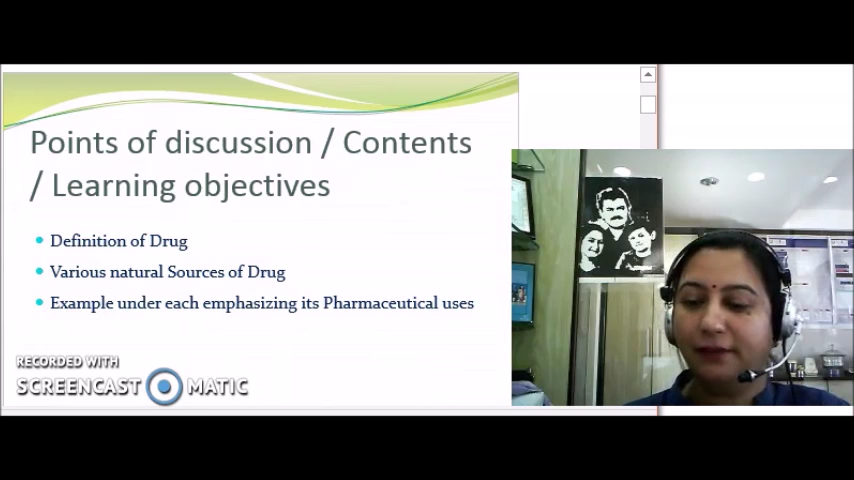 Points of discussion / Contents
/ Learning objectives
Definition of Drug
Various natural Sources of Drug
Example under each emphasizing its Pharmaceutical uses
RECORDED WITH
SCREENCAST MATIC